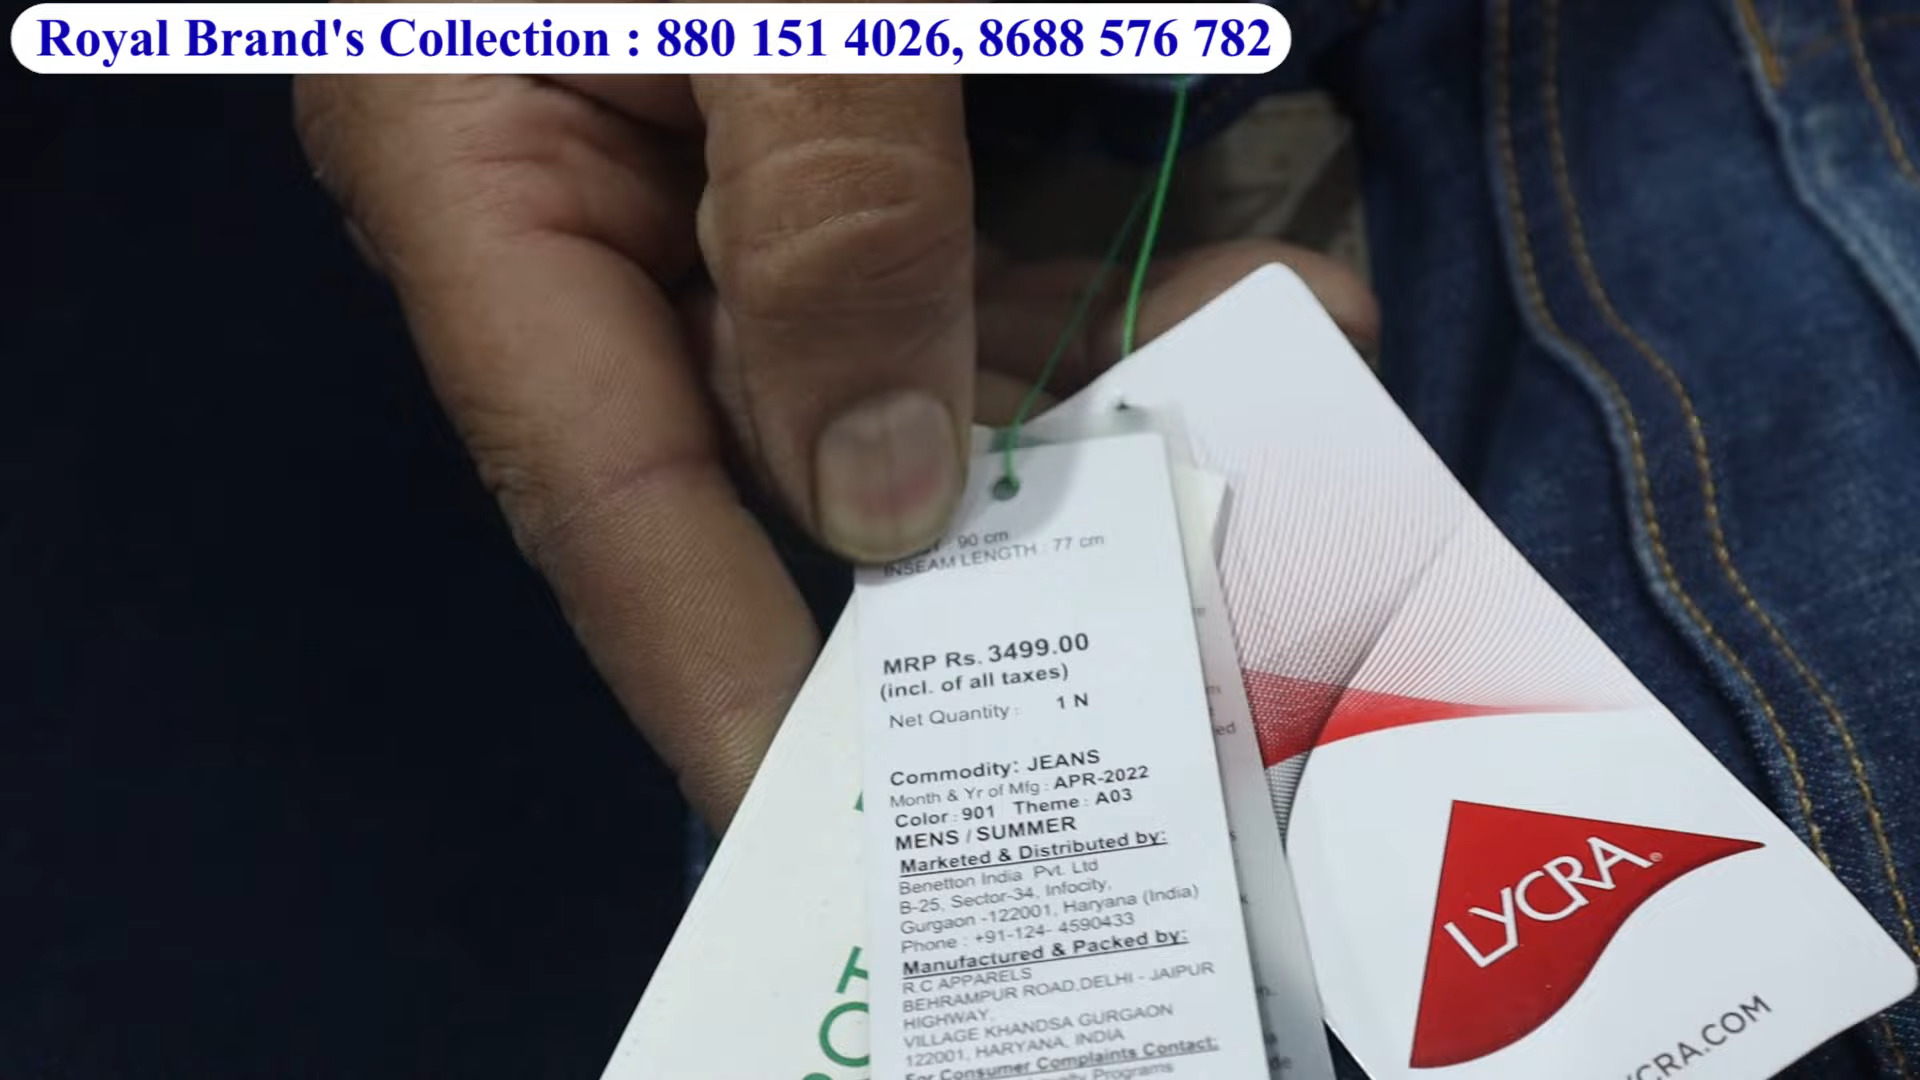 Royal Brand's Collection : 880 151 4026, 8688 576 782
: 90 cm
INSEAM LENGTH : 77 cm
MRP Rs. 3499.00
(incl. of all taxes)
Net Quantity : 1 N
Commodity: JEANS
Month & Yr of Mfg : APR-2022
Color : 901 Theme : A03
MENS / SUMMER
Marketed & Distributed by:
Benetton India Pvt. Ltd
B-25, Sector-34, Infocity,
Gurgaon -122001, Haryana (India)
Phone : +91-124- 4590433
Manufactured & Packed by:
R.C APPARELS
BEHRAMPUR ROAD,DELHI - JAIPUR
HIGHWAY,
VILLAGE KHANDSA GURGAON
122001, HARYANA, INDIA
For Consumer Complaints Contact:
Programs
LYCRA®
YCRA.COM